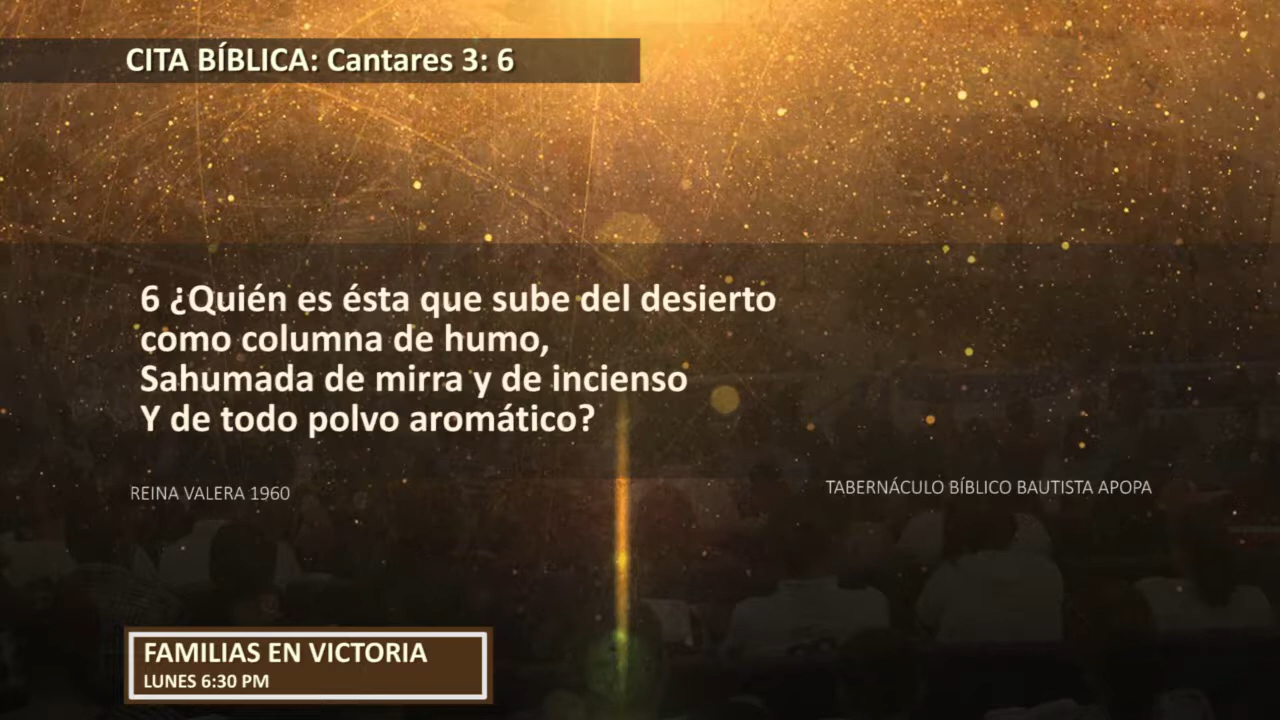 CITA BÍBLICA: Cantares 3: 6
6 ¿Quién es ésta que sube del desierto
como columna de humo,
Sahumada de mirra y de incienso
Y de todo polvo aromático?
REINA VALERA 1960
TABERNÁCULO BÍBLICO BAUTISTA APOPA
FAMILIAS EN VICTORIA
LUNES 6:30 PM